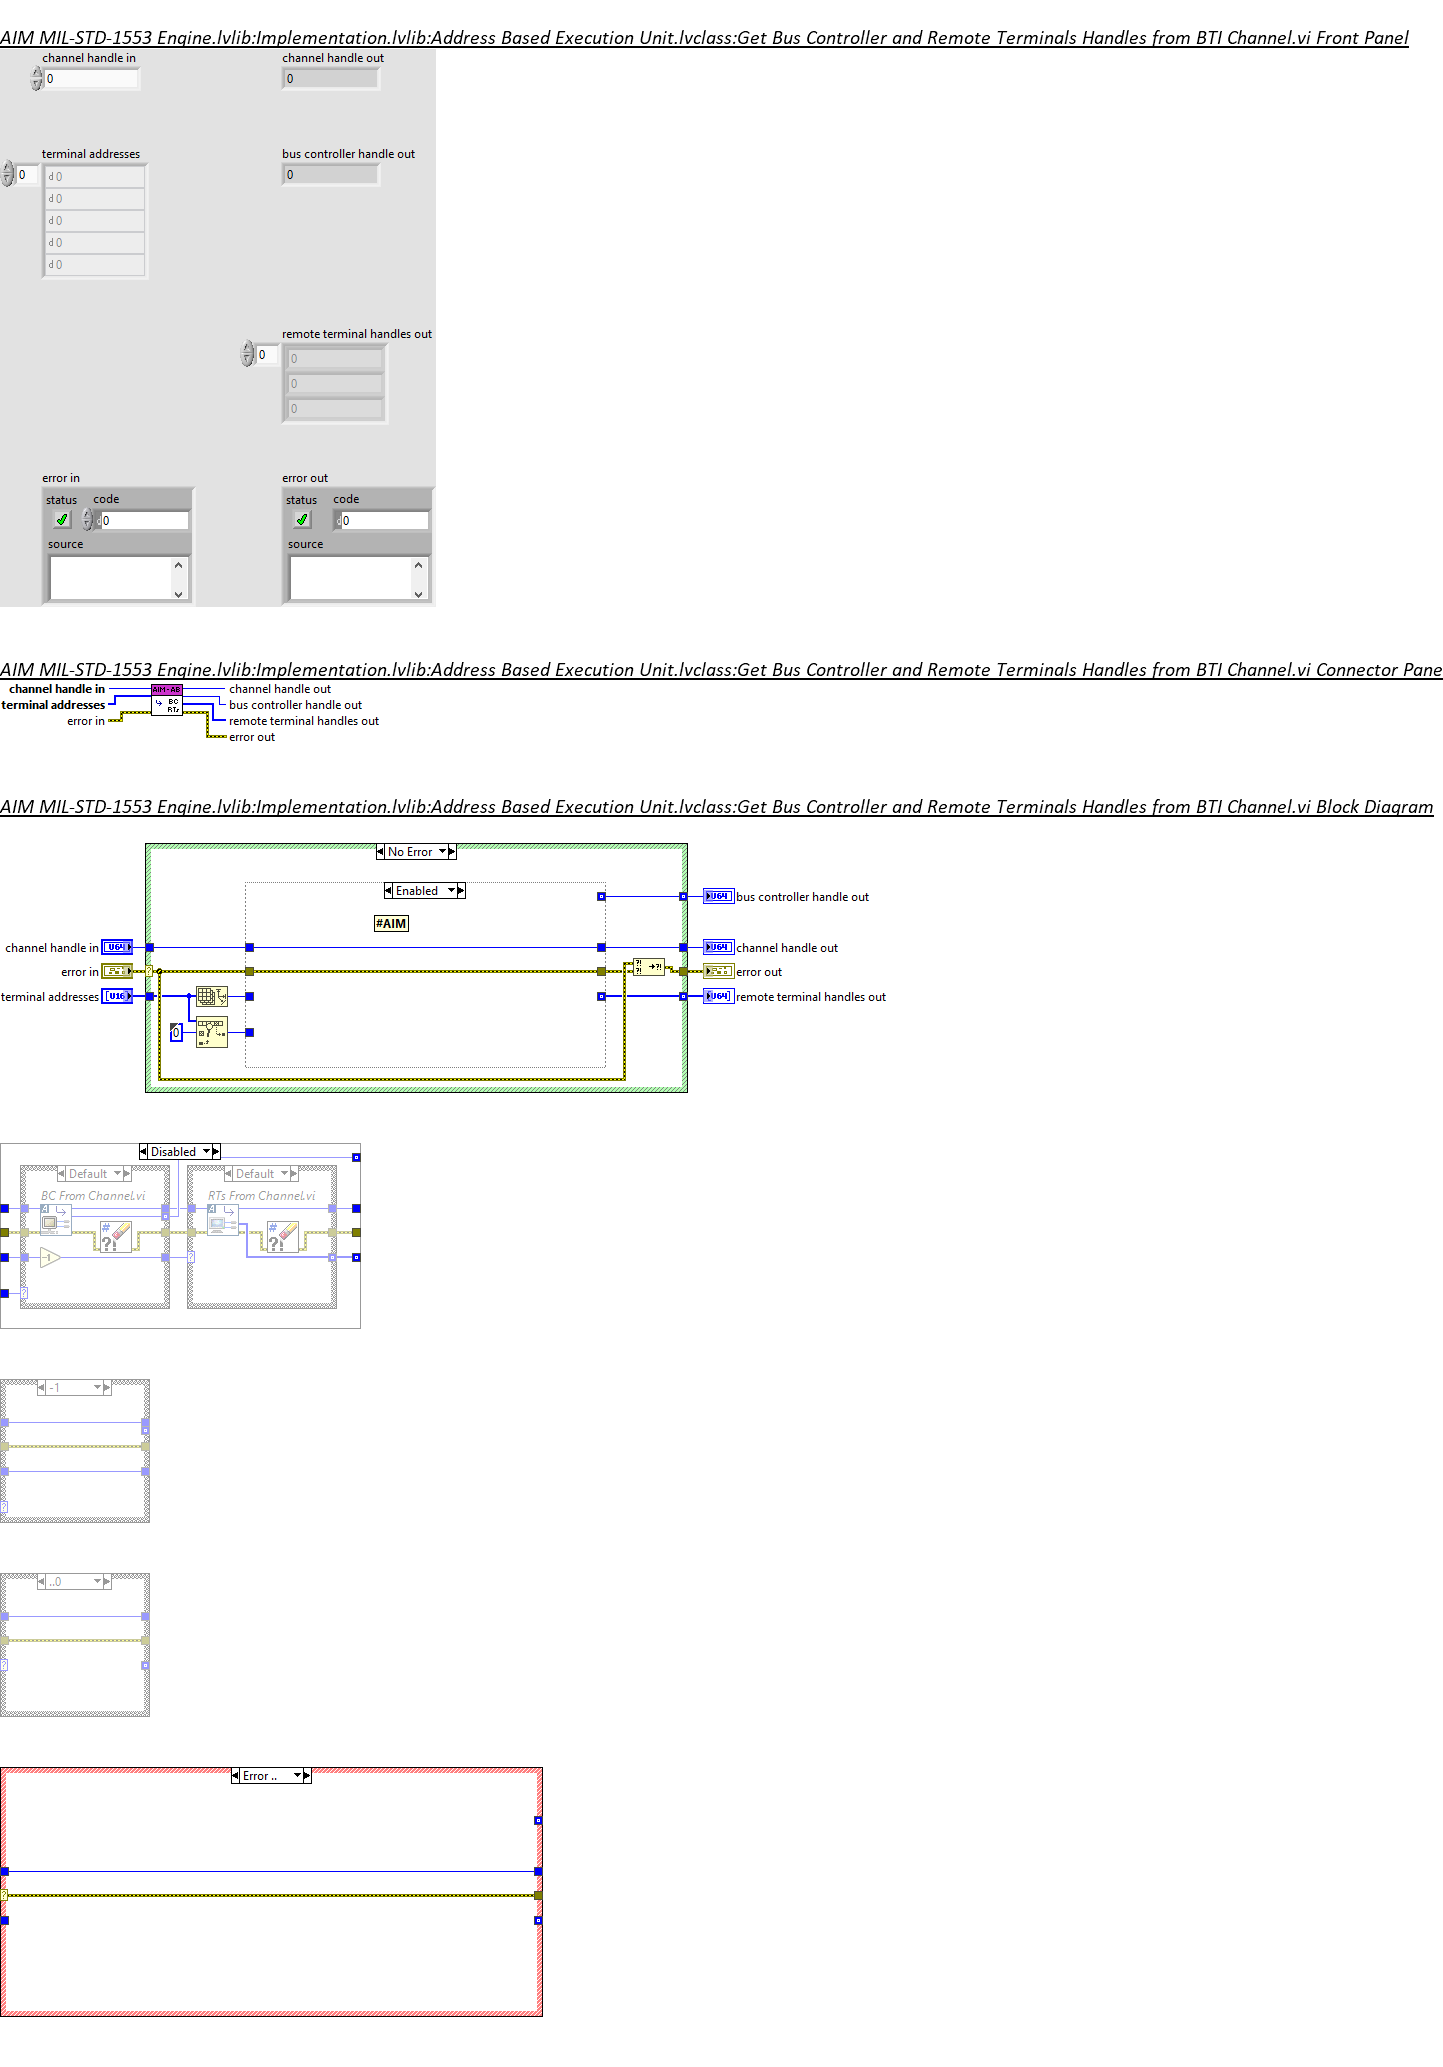 AIM MIL-STD-1553 Engine.lvlib:Implementation.lvlib:Address Based Execution Unit.lvclass:Get Bus Controller and Remote Terminals Handles from BTI Channel.vi Front Panel
channel handle in
channel handle out
0
0
terminal addresses
bus controller handle out
0
d 0
0
d 0
d 0
d 0
d 0
remote terminal handles out
0
0
0
0
error in
error out
status
code
status
code
d 0
d 0
source
source
AIM MIL-STD-1553 Engine.lvlib:Implementation.lvlib:Address Based Execution Unit.lvclass:Get Bus Controller and Remote Terminals Handles from BTI Channel.vi Connector Pane
channel handle in
AIM-AB
channel handle out
terminal addresses
BC
bus controller handle out
error in
RTs
remote terminal handles out
error out
AIM MIL-STD-1553 Engine.lvlib:Implementation.lvlib:Address Based Execution Unit.lvclass:Get Bus Controller and Remote Terminals Handles from BTI Channel.vi Block Diagram
No Error
Enabled
U64
bus controller handle out
#AIM
channel handle in
U64
U64
channel handle out
error in
?
?!
?!
→?!
error out
terminal addresses
[U16]
[U64]
remote terminal handles out
0
Disabled
Default
Default
BC From Channel.vi
RTs From Channel.vi
A
A
#
?!
#
?!
-1
?
?
-1
?
..0
?
Error ..
?